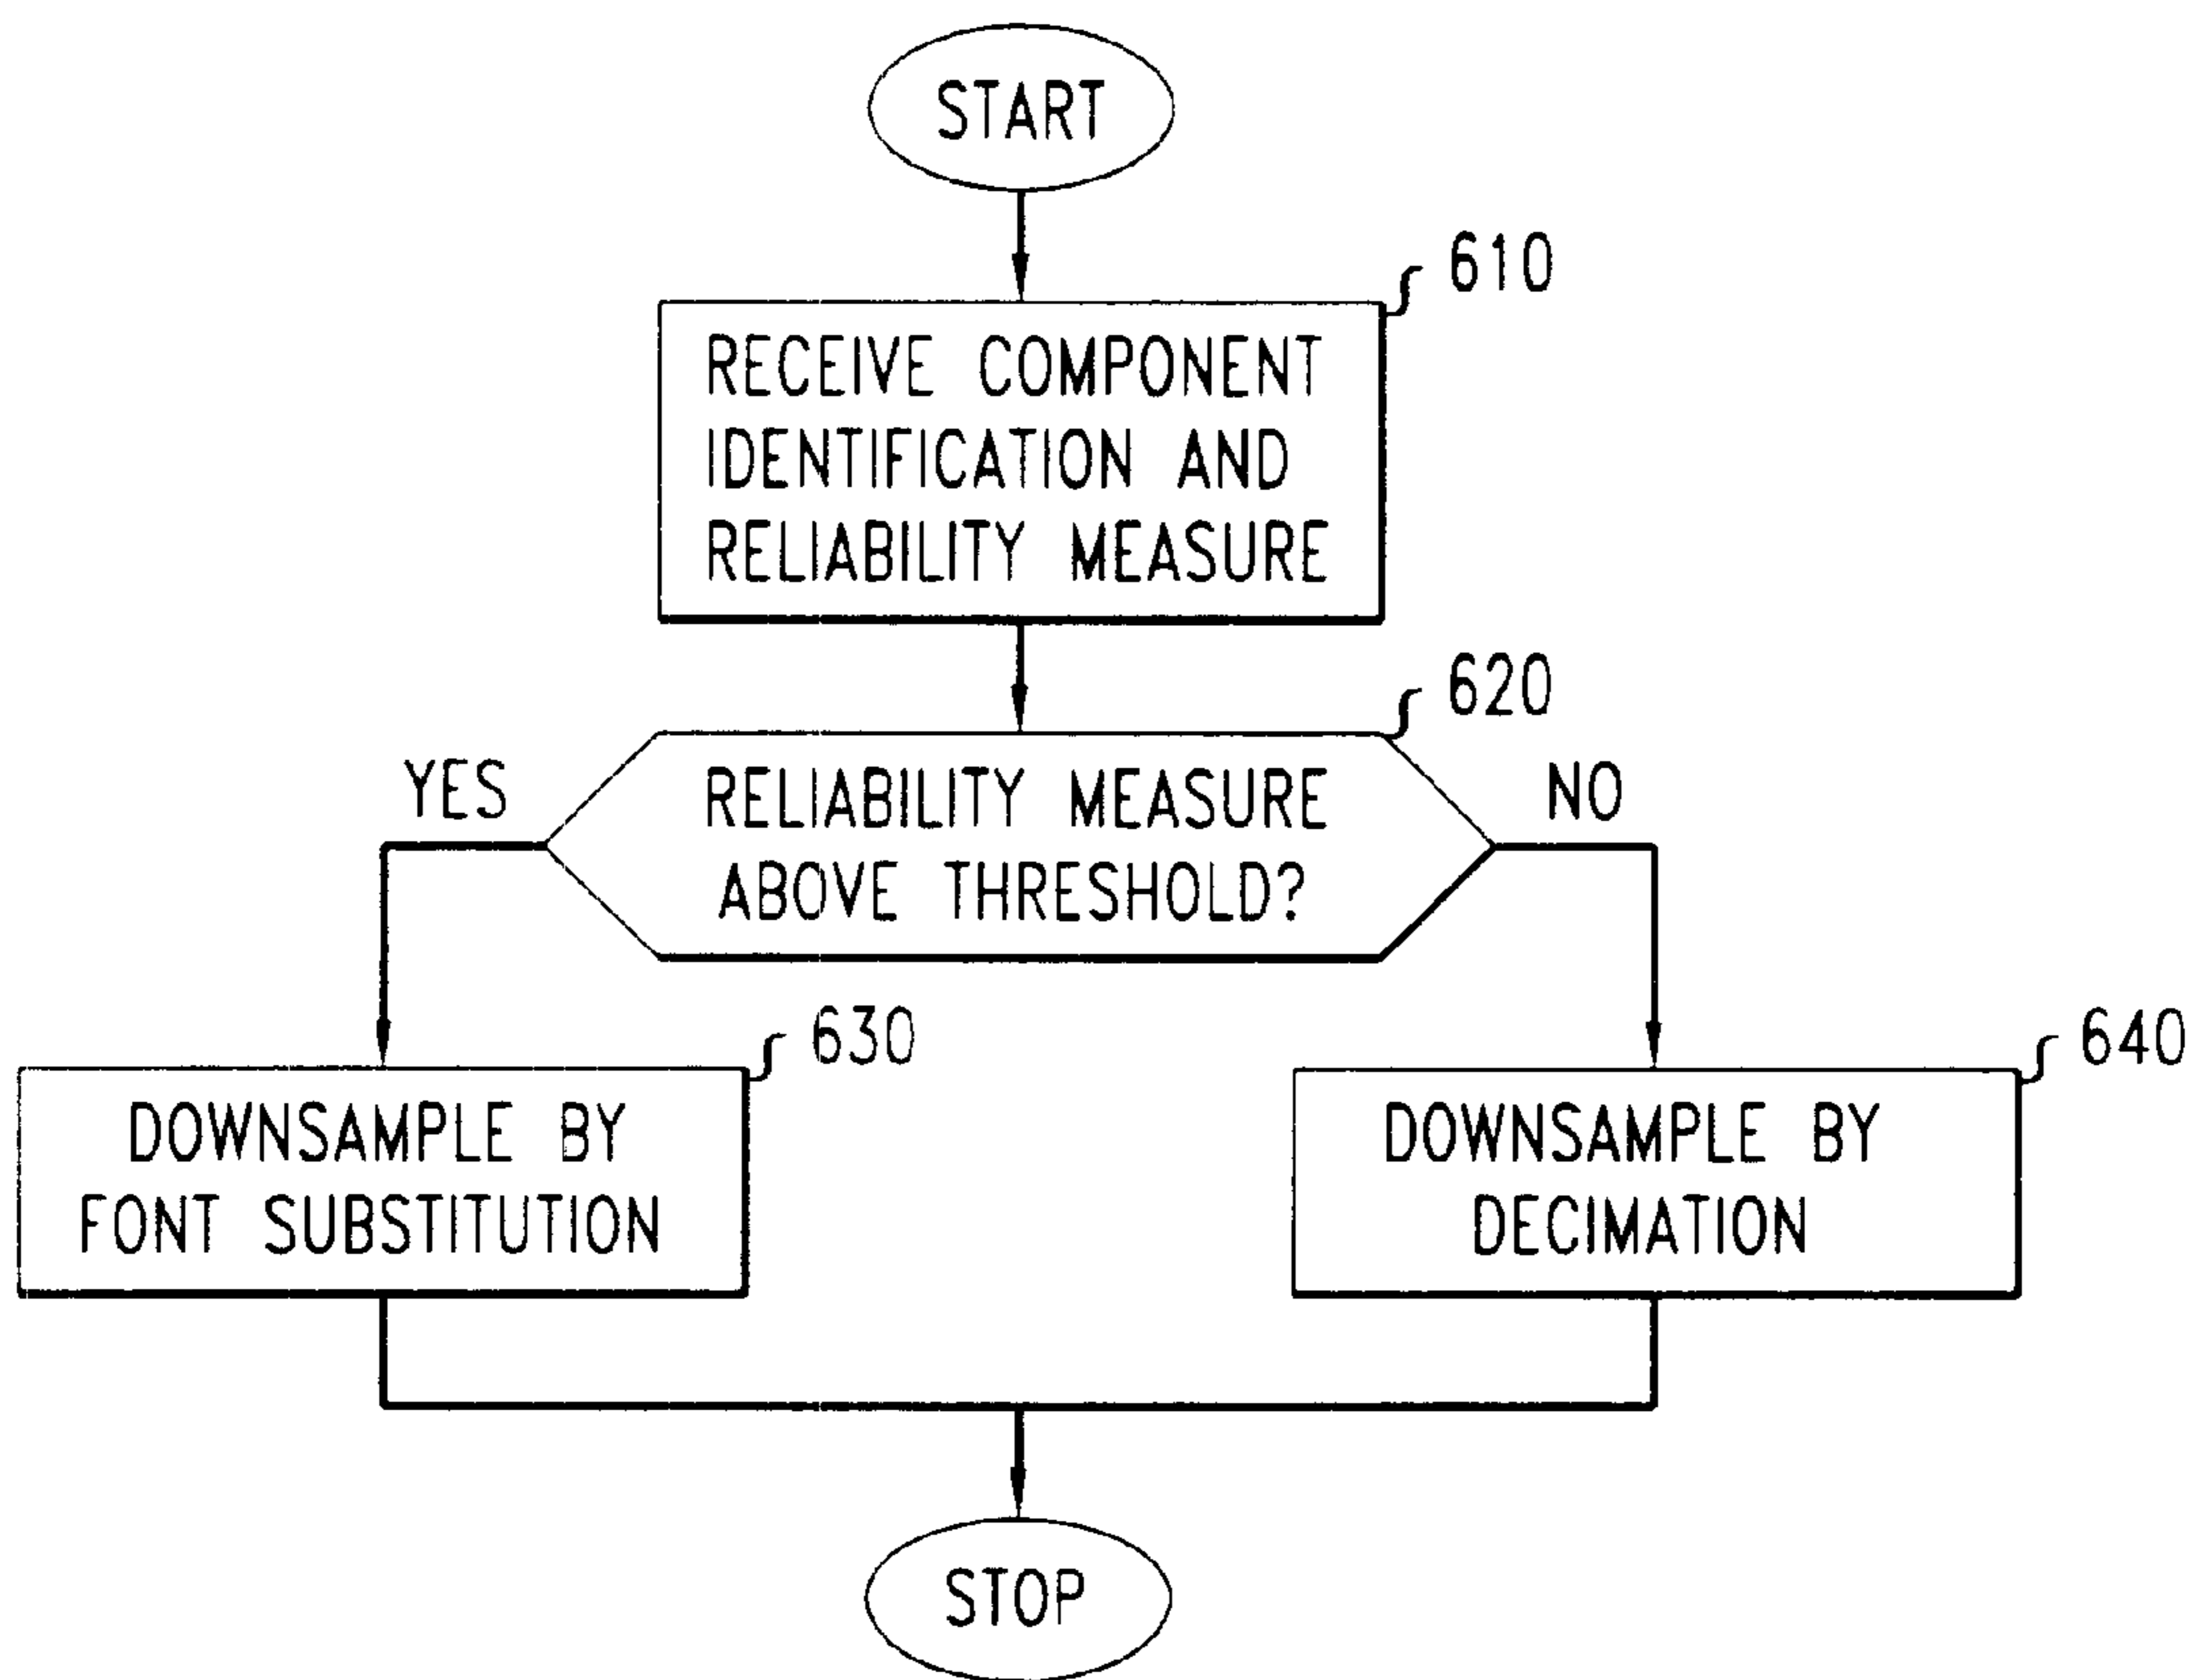 START
610
RECEIVE COMPONENT
IDENTIFICATION AND
RELIABILITY MEASURE
620
YES
RELIABILITY MEASURE
ABOVE THRESHOLD?
NO
630
DOWNSAMPLE BY
FONT SUBSTITUTION
640
DOWNSAMPLE BY
DECIMATION
STOP